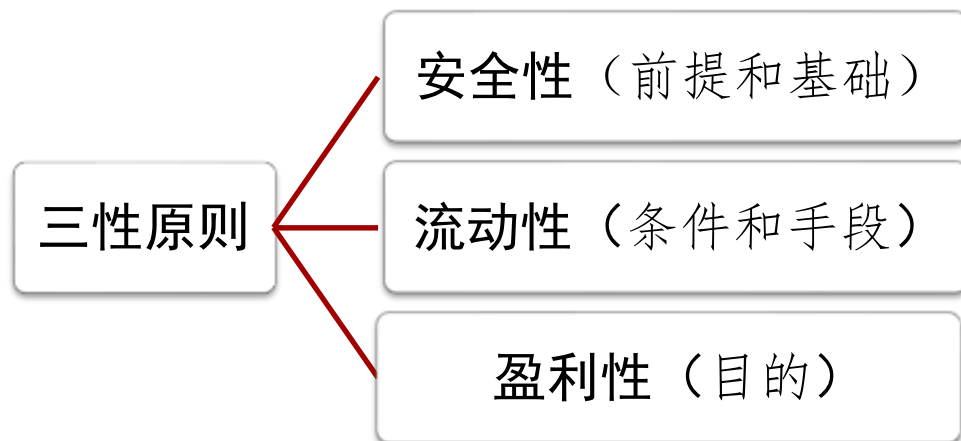 三性原则
安全性（前提和基础）
流动性（条件和手段）
盈利性（目的）